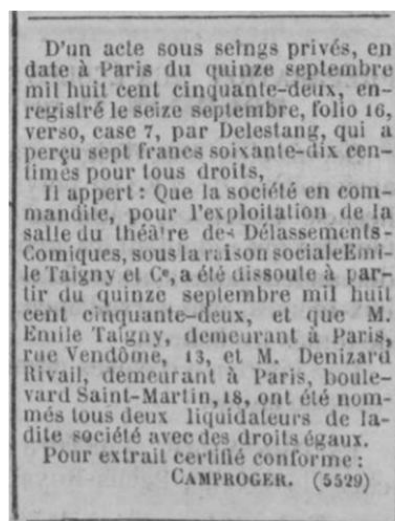 D'un acte sous seings privés, en
date à Paris du quinze septembre
mil huit cent cinquante-deux, en-
registré le seize septembre, folio 16,
verso, case 7, par Delestang, qui a
perçu sept francs soixante-dix cen-
times pour tous droits,
Il appert : Que la société en com-
mandite, pour l'exploitation de la
salle du théâtre des Délassements-
Comiques, sous la raison sociale Emi-
le Taigny et Cᵉ, a été dissoute à par-
tir du quinze septembre mil huit
cent cinquante-deux, et que M.
Emile Taigny, demeurant à Paris,
rue Vendôme, 13, et M. Denizard
Rivail, demeurant à Paris, boule-
vard Saint-Martin, 18, ont été nom-
més tous deux liquidateurs de la-
dite société avec des droits égaux.
Pour extrait certifié conforme :
CAMPROGER. (5529)